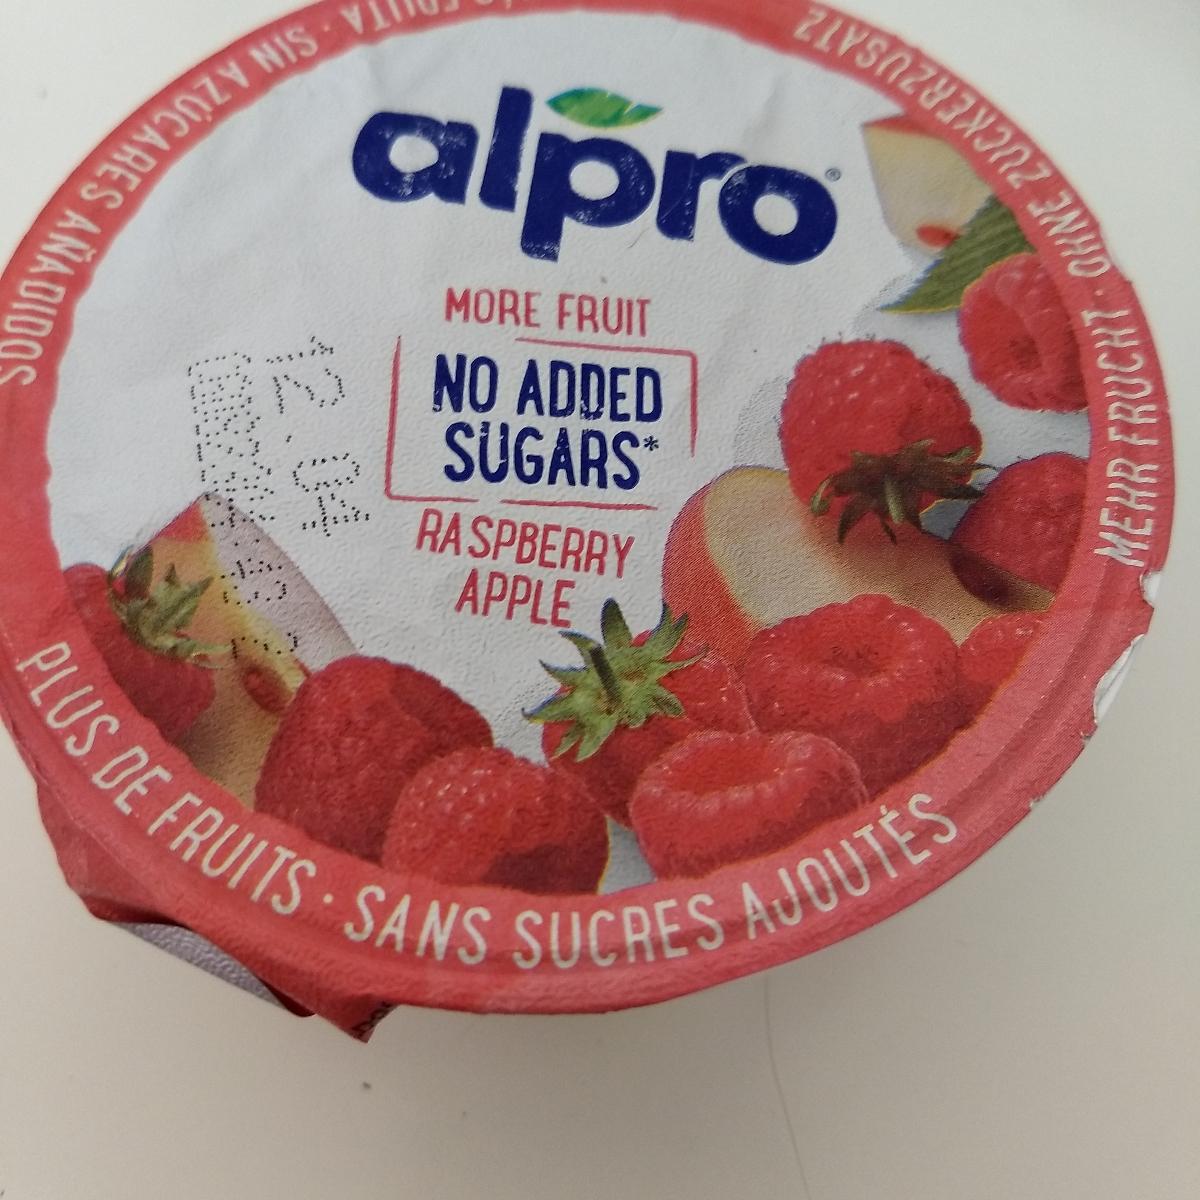 alpro®
MORE FRUIT
NO ADDED
SUGARS*
RASPBERRY
APPLE
PLUS DE FRUITS · SANS SUCRES AJOUTÉS
MEHR FRUCHT · OHNE ZUCKERZUSATZ
FRUTA · SIN AZÚCARES AÑADIDOS